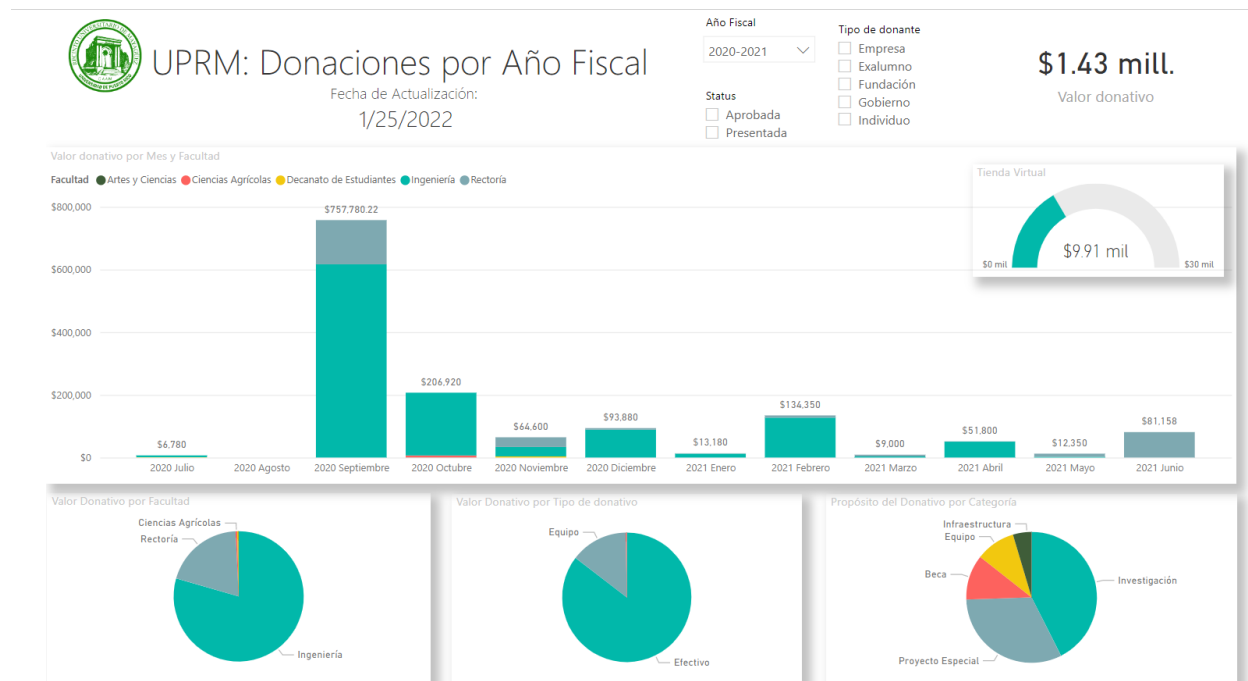 UPRM: Donaciones por Año Fiscal
Fecha de Actualización:
1/25/2022
Año Fiscal
2020-2021
Status
Aprobada
Presentada
Tipo de donante
Empresa
Exalumno
Fundación
Gobierno
Individuo
$1.43 mill.
Valor donativo
Valor donativo por Mes y Facultad
Facultad Artes y Ciencias Ciencias Agrícolas Decanato de Estudiantes Ingeniería Rectoría
$800,000
$600,000
$400,000
$200,000
$0
$6,780
$757,780.22
$206,920
$64,600
$93,880
$13,180
$134,350
$9,000
$51,800
$12,350
$81,158
2020 Julio 2020 Agosto 2020 Septiembre 2020 Octubre 2020 Noviembre 2020 Diciembre 2021 Enero 2021 Febrero 2021 Marzo 2021 Abril 2021 Mayo 2021 Junio
Tienda Virtual
$9.91 mil
$0 mil
$30 mil
Valor Donativo por Facultad
Ciencias Agrícolas
Rectoría
Ingeniería
Valor Donativo por Tipo de donativo
Equipo
Efectivo
Propósito del Donativo por Categoría
Infraestructura
Equipo
Beca
Investigación
Proyecto Especial